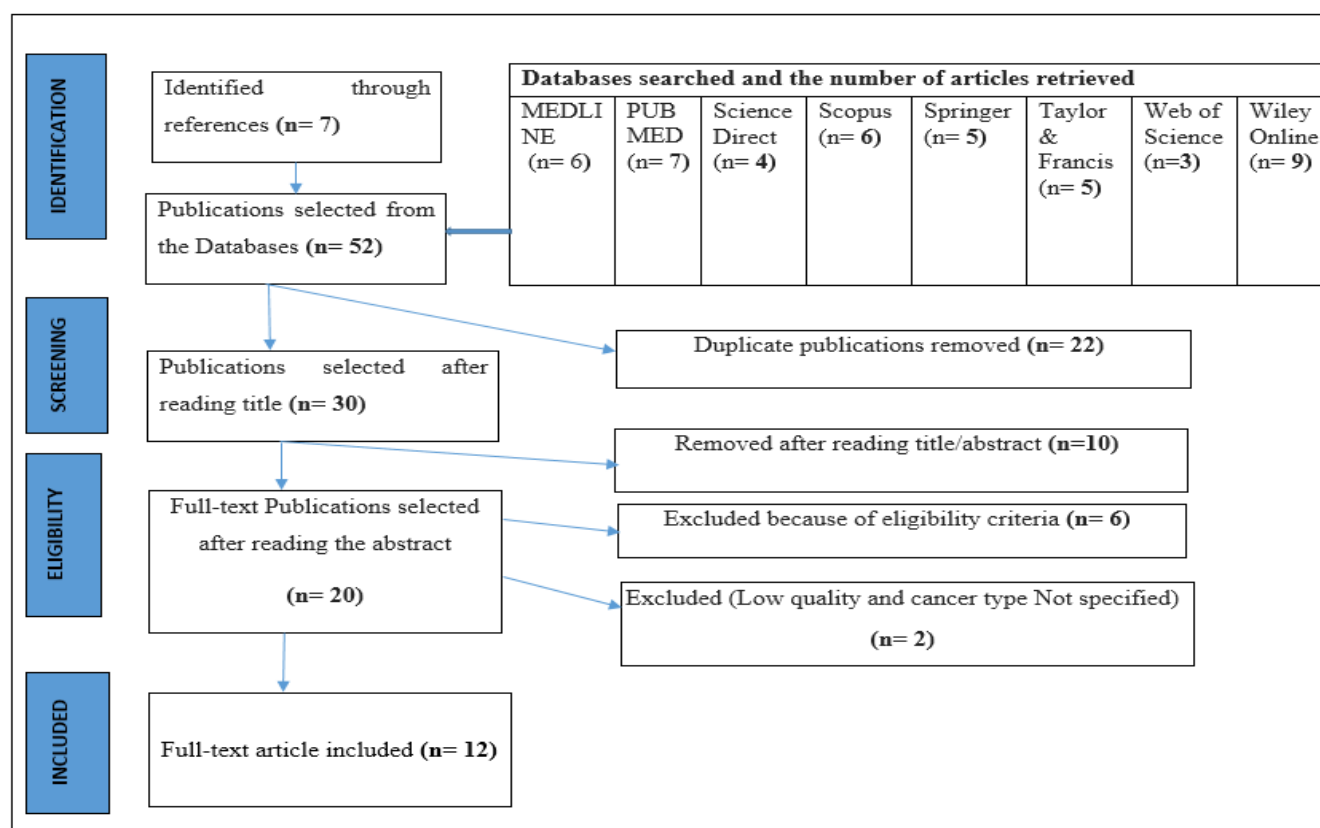 IDENTIFICATION
Identified through
references (n= 7)
Databases searched and the number of articles retrieved
MEDLI
NE
(n= 6)
PUB
MED
(n= 7)
Science
Direct
(n= 4)
Scopus
(n= 6)
Springer
(n= 5)
Taylor
&
Francis
(n= 5)
Web of
Science
(n=3)
Wiley
Online
(n= 9)
Publications selected from
the Databases (n= 52)
SCREENING
Duplicate publications removed (n= 22)
Publications selected after
reading title (n= 30)
Removed after reading title/abstract (n=10)
ELIGIBILITY
Full-text Publications selected
after reading the abstract
(n= 20)
Excluded because of eligibility criteria (n= 6)
Excluded (Low quality and cancer type Not specified)
(n= 2)
INCLUDED
Full-text article included (n= 12)